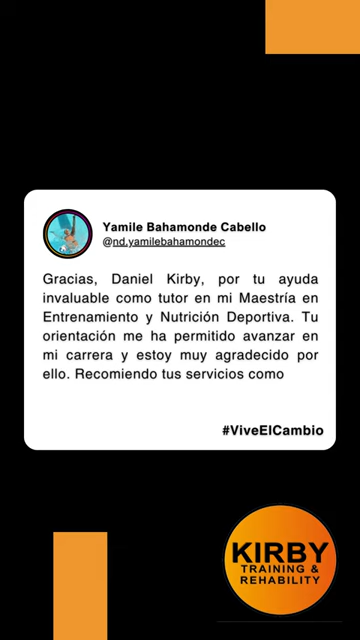 Yamile Bahamonde Cabello
@nd.yamilebahamondec
Gracias, Daniel Kirby, por tu ayuda
invaluable como tutor en mi Maestría en
Entrenamiento y Nutrición Deportiva. Tu
orientación me ha permitido avanzar en
mi carrera y estoy muy agradecido por
ello. Recomiendo tus servicios como
#ViveElCambio
KIRBY
TRAINING &
REHABILITY